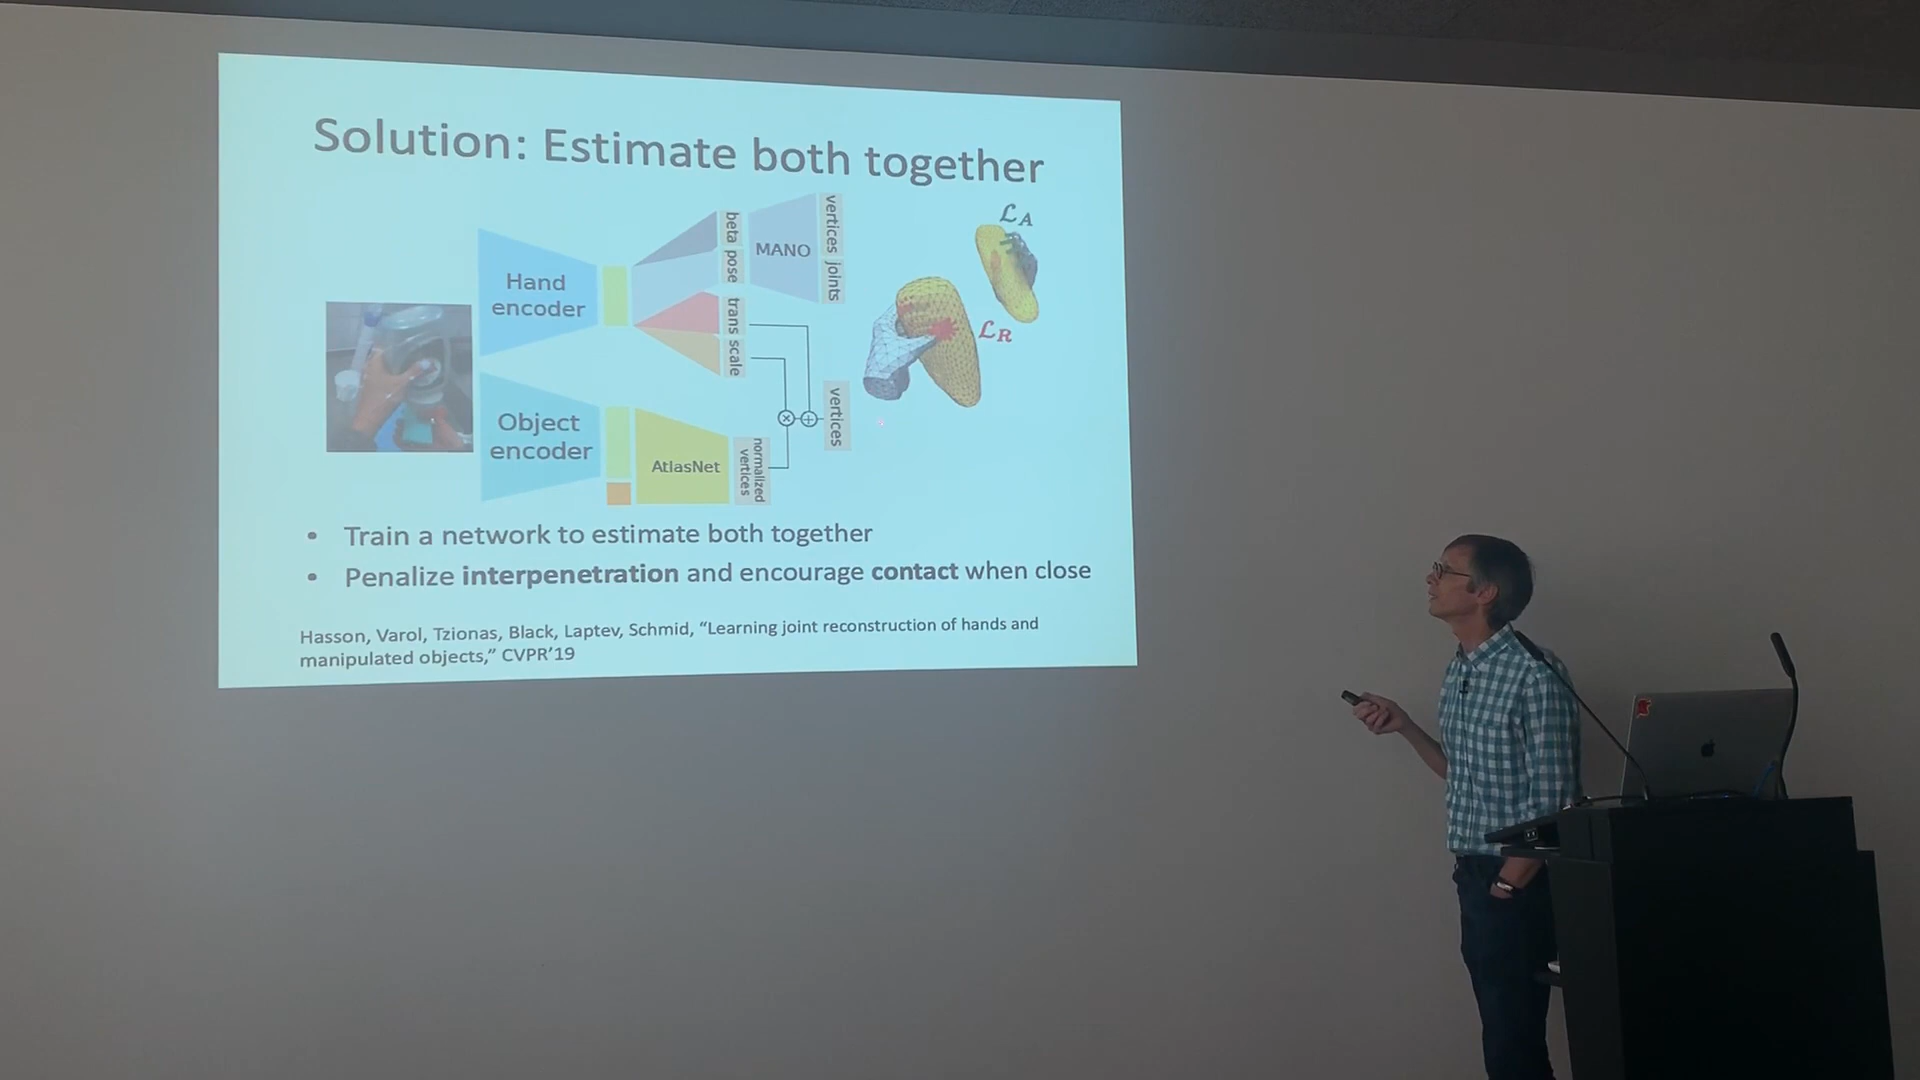 Solution: Estimate both together
Hand
encoder
beta
pose
trans
scale
MANO
vertices
joints
ℒA
ℒR
Object
encoder
AtlasNet
normalized
vertices
vertices
• Train a network to estimate both together
• Penalize interpenetration and encourage contact when close
Hasson, Varol, Tzionas, Black, Laptev, Schmid, “Learning joint reconstruction of hands and
manipulated objects,” CVPR’19